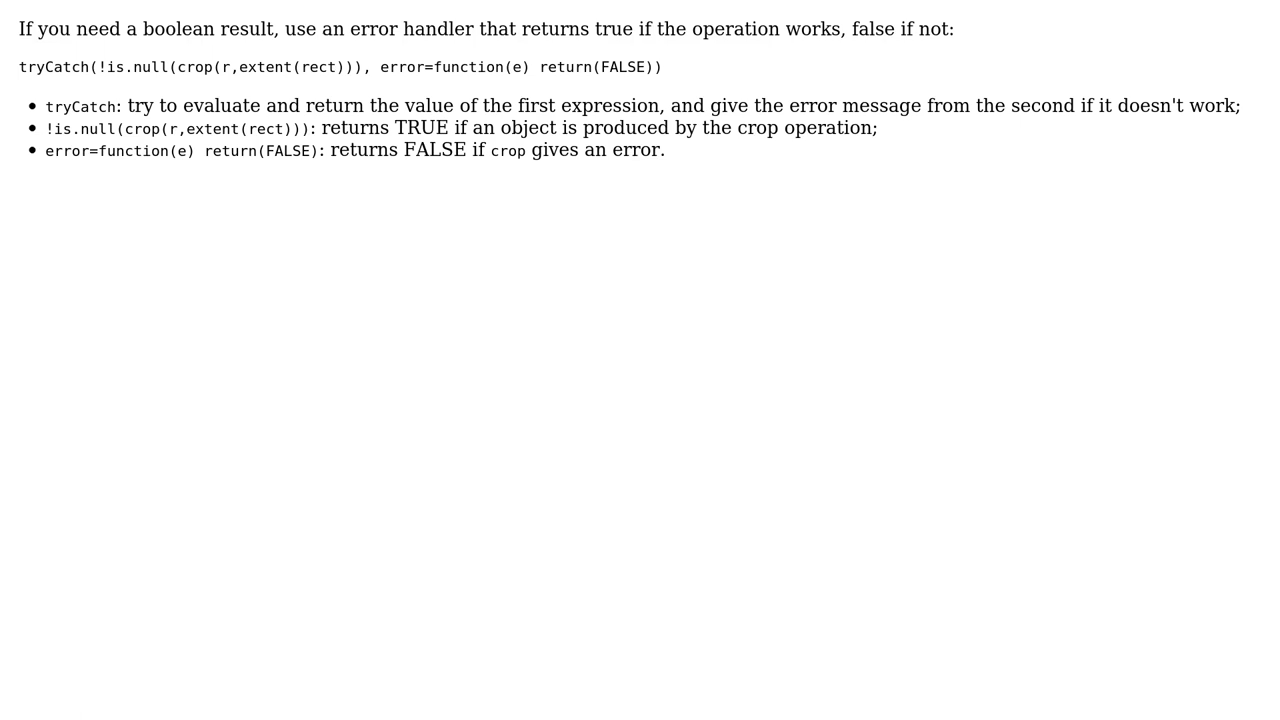 If you need a boolean result, use an error handler that returns true if the operation works, false if not:
tryCatch(!is.null(crop(r,extent(rect))), error=function(e) return(FALSE))
• tryCatch: try to evaluate and return the value of the first expression, and give the error message from the second if it doesn't work;
• !is.null(crop(r,extent(rect))): returns TRUE if an object is produced by the crop operation;
• error=function(e) return(FALSE): returns FALSE if crop gives an error.